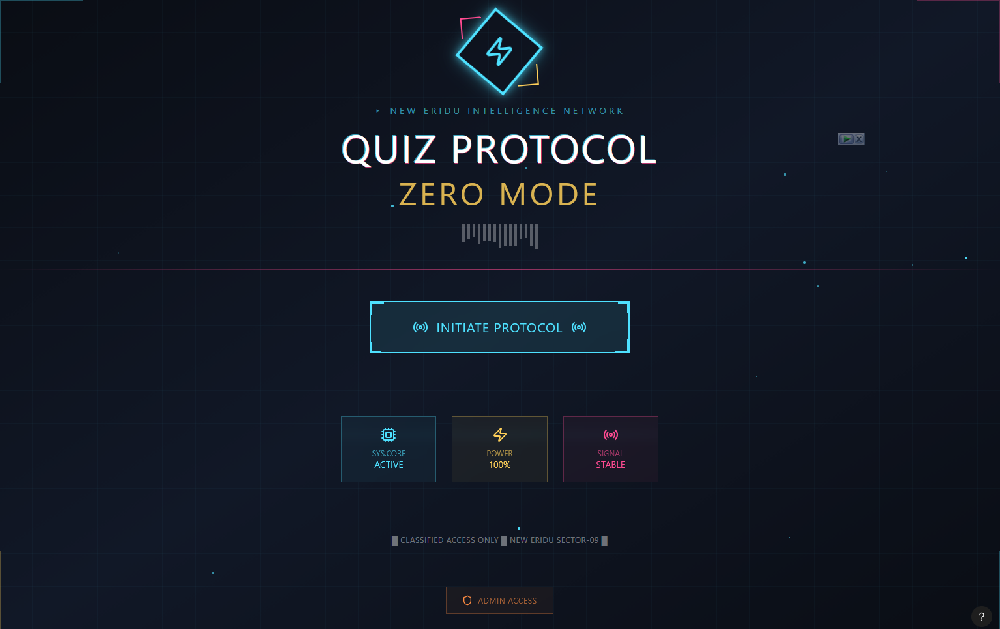 ▸ NEW ERIDU INTELLIGENCE NETWORK
QUIZ PROTOCOL
ZERO MODE
INITIATE PROTOCOL
SYS.CORE
ACTIVE
POWER
100%
SIGNAL
STABLE
█ CLASSIFIED ACCESS ONLY █ NEW ERIDU SECTOR-09 █
ADMIN ACCESS
?